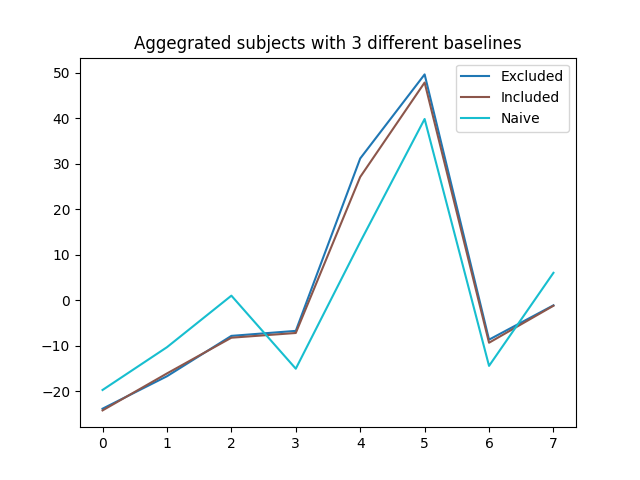 Aggegrated subjects with 3 different baselines
50
40
30
20
10
0
−10
−20
Excluded
Included
Naive
0 1 2 3 4 5 6 7